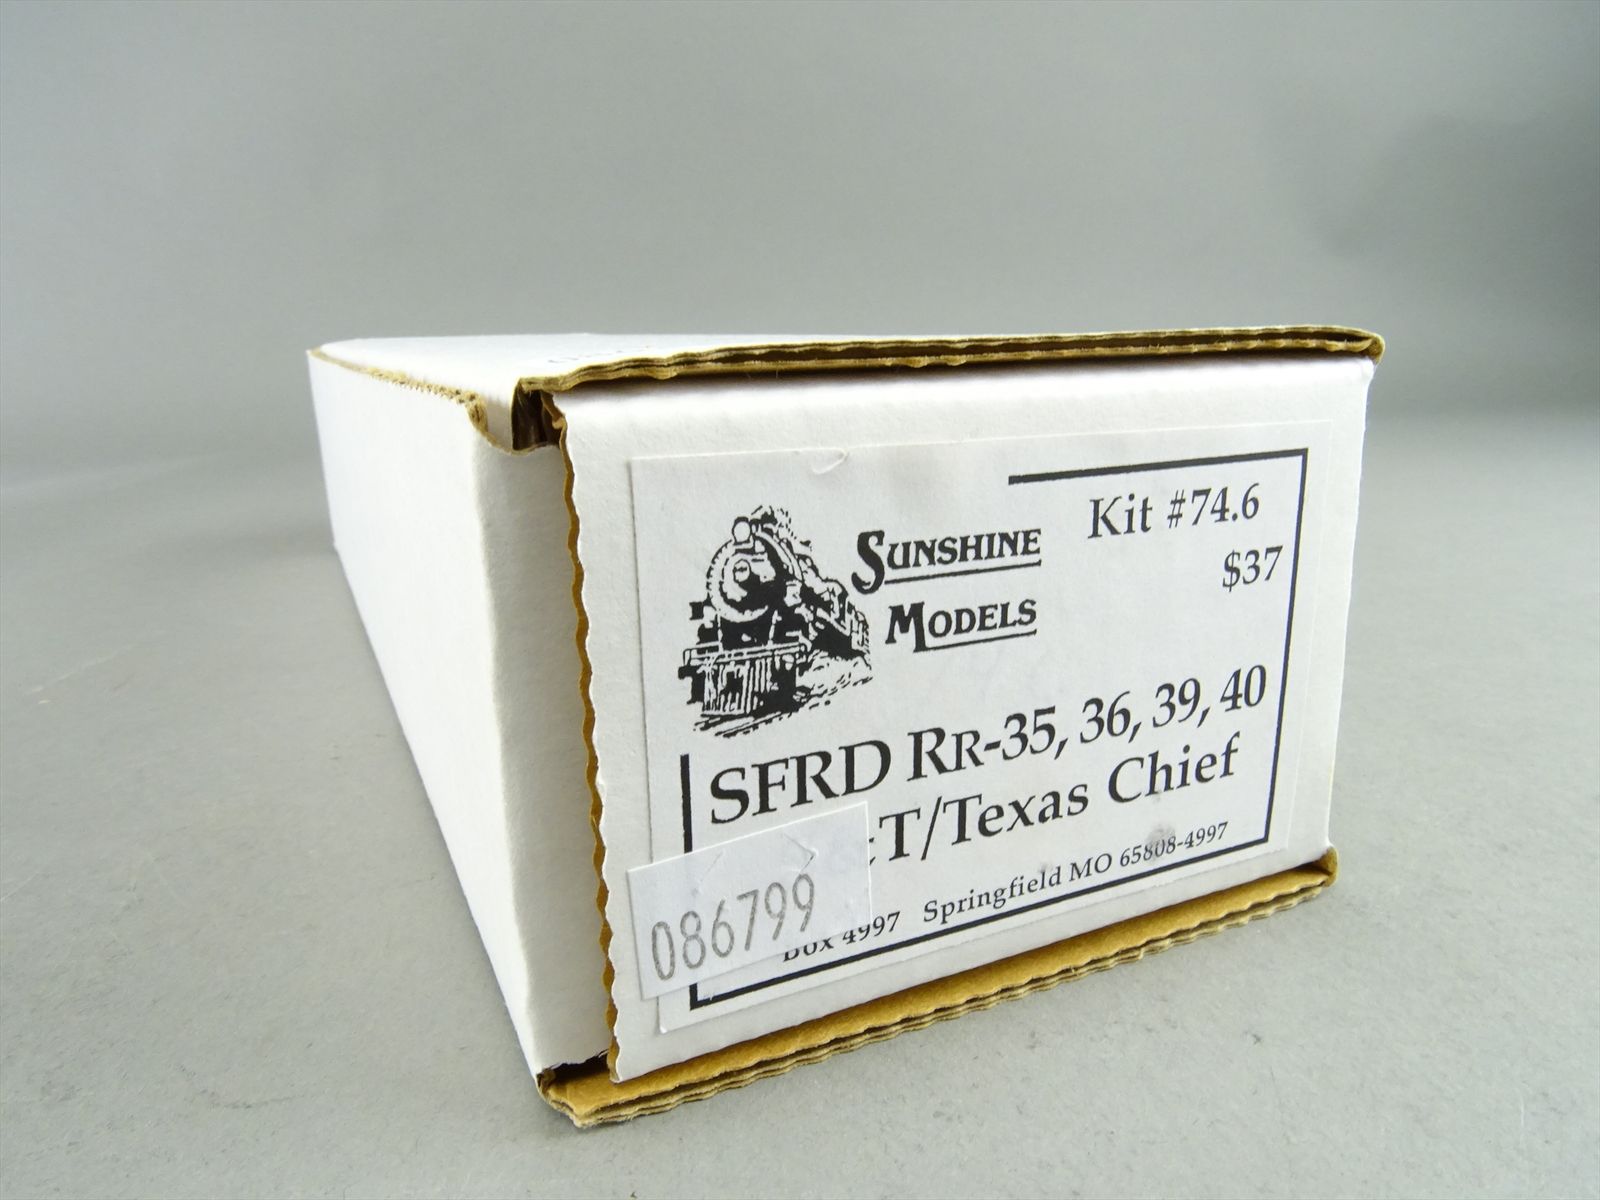 Kit #74.6
$37
SUNSHINE
MODELS
SFRD RR-35, 36, 39, 40
&T/Texas Chief
Box 4997 Springfield MO 65808-4997
086799